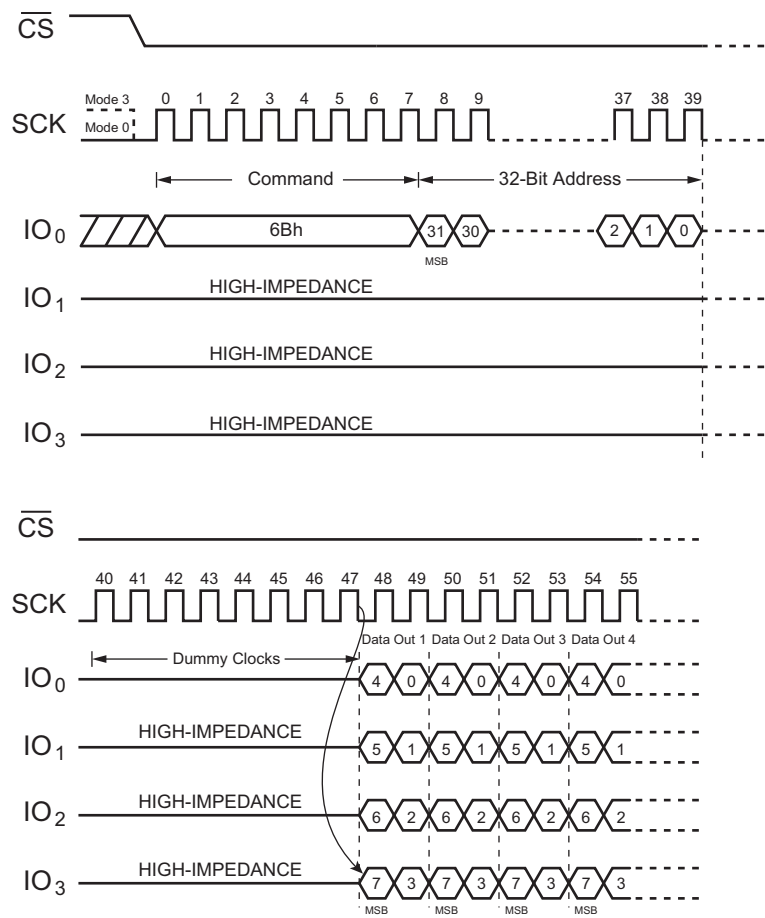 CS
Mode 3
0 1 2 3 4 5 6 7 8 9 37 38 39
SCK
Mode 0
Command 32-Bit Address
IO0 6Bh 31 30 2 1 0
MSB
HIGH-IMPEDANCE
IO1
HIGH-IMPEDANCE
IO2
HIGH-IMPEDANCE
IO3
CS
40 41 42 43 44 45 46 47 48 49 50 51 52 53 54 55
SCK
Data Out 1 Data Out 2 Data Out 3 Data Out 4
Dummy Clocks
IO0 4 0 4 0 4 0 4 0
HIGH-IMPEDANCE
IO1 5 1 5 1 5 1 5 1
HIGH-IMPEDANCE
IO2 6 2 6 2 6 2 6 2
HIGH-IMPEDANCE
IO3 7 3 7 3 7 3 7 3
MSB MSB MSB MSB